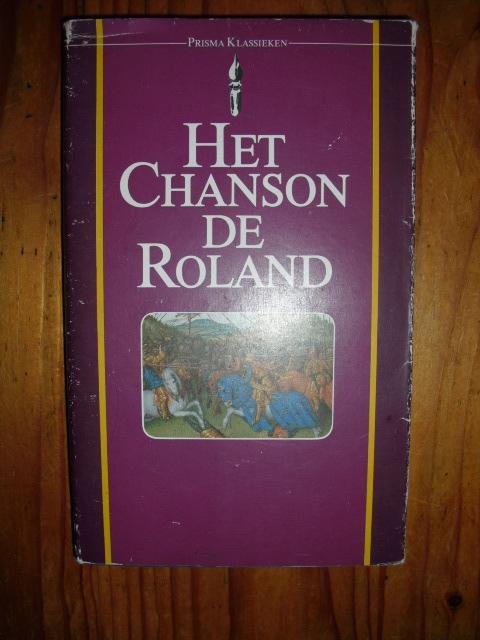 PRISMA KLASSIEKEN
HET
CHANSON
DE
ROLAND